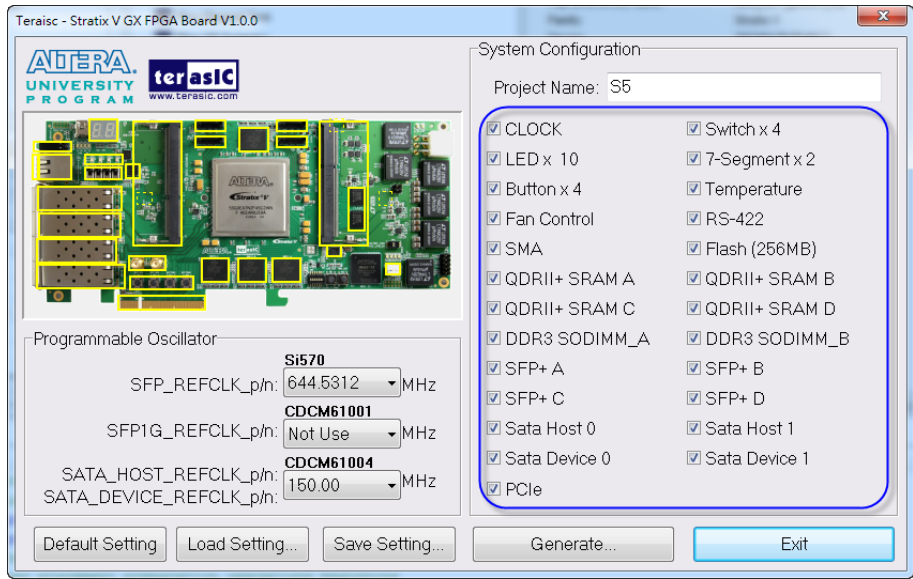 Teraisc - Stratix V GX FPGA Board V1.0.0
ALTERA.
UNIVERSITY
PROGRAM
terasIC
www.terasic.com
ALTERA
Stratix V
System Configuration
Project Name: S5
CLOCK
Switch x 4
LED x 10
7-Segment x 2
Button x 4
Temperature
Fan Control
RS-422
SMA
Flash (256MB)
QDRII+ SRAM A
QDRII+ SRAM B
QDRII+ SRAM C
QDRII+ SRAM D
DDR3 SODIMM_A
DDR3 SODIMM_B
SFP+ A
SFP+ B
SFP+ C
SFP+ D
Sata Host 0
Sata Host 1
Sata Device 0
Sata Device 1
PCIe
Programmable Oscillator
Si570
SFP_REFCLK_p/n: 644.5312 MHz
CDCM61001
SFP1G_REFCLK_p/n: Not Use MHz
CDCM61004
SATA_HOST_REFCLK_p/n:
SATA_DEVICE_REFCLK_p/n:
150.00 MHz
Default Setting
Load Setting...
Save Setting...
Generate...
Exit